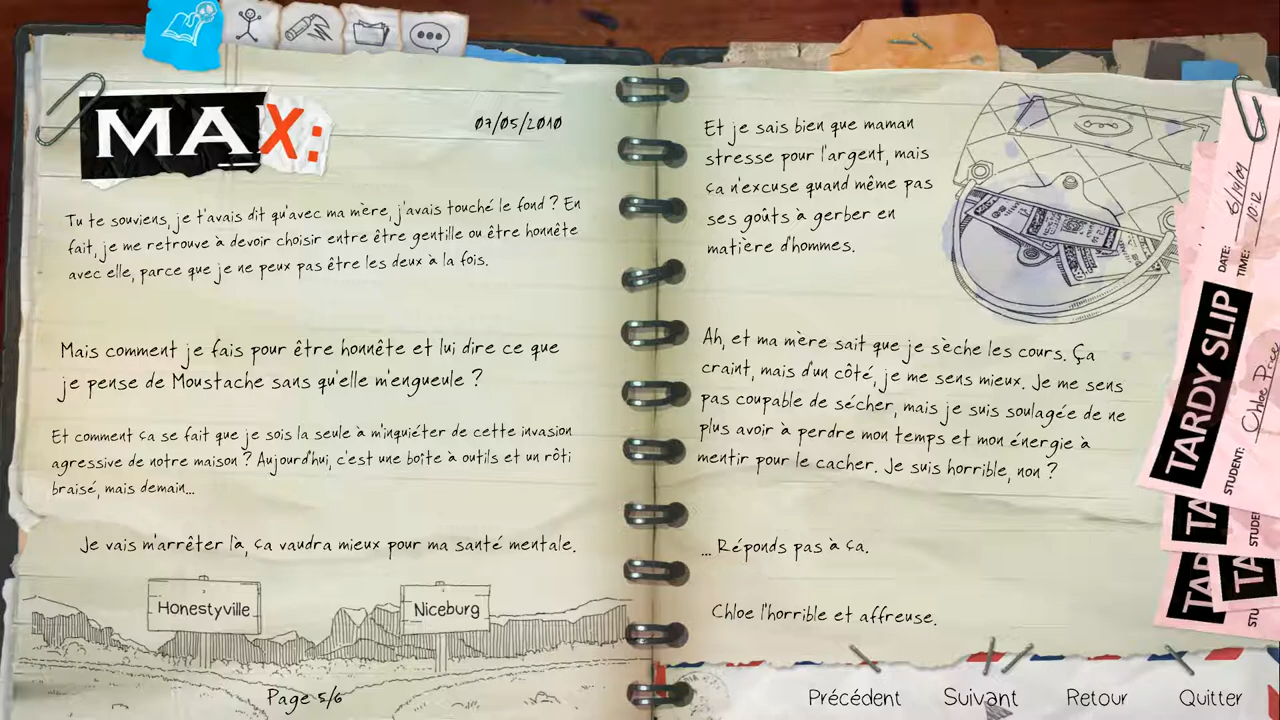 MAX:
07/05/2010
Tu te souviens, je t'avais dit qu'avec ma mère, j'avais touché le fond ? En
fait, je me retrouve à devoir choisir entre être gentille ou être honnête
avec elle, parce que je ne peux pas être les deux à la fois.
Mais comment je fais pour être honnête et lui dire ce que
je pense de Moustache sans qu'elle m'engueule ?
Et comment ça se fait que je sois la seule à m'inquiéter de cette invasion
agressive de notre maison ? Aujourd'hui, c'est une boîte à outils et un rôti
braisé, mais demain...
Je vais m'arrêter là, ça vaudra mieux pour ma santé mentale.
Honestyville
Niceburg
Page 5/6
Et je sais bien que maman
stresse pour l'argent, mais
ça n'excuse quand même pas
ses goûts à gerber en
matière d'hommes.
Ah, et ma mère sait que je sèche les cours. Ça
craint, mais d'un côté, je me sens mieux. Je me sens
pas coupable de sécher, mais je suis soulagée de ne
plus avoir à perdre mon temps et mon énergie à
mentir pour le cacher. Je suis horrible, non ?
... Réponds pas à ça.
Chloe l'horrible et affreuse.
TARDY SLIP
DATE:
TIME: 10:12
STUDENT: Chloe Price
TA
STUDE
TA
TA
STU
Précédent
Suivant
Retour
Quitter